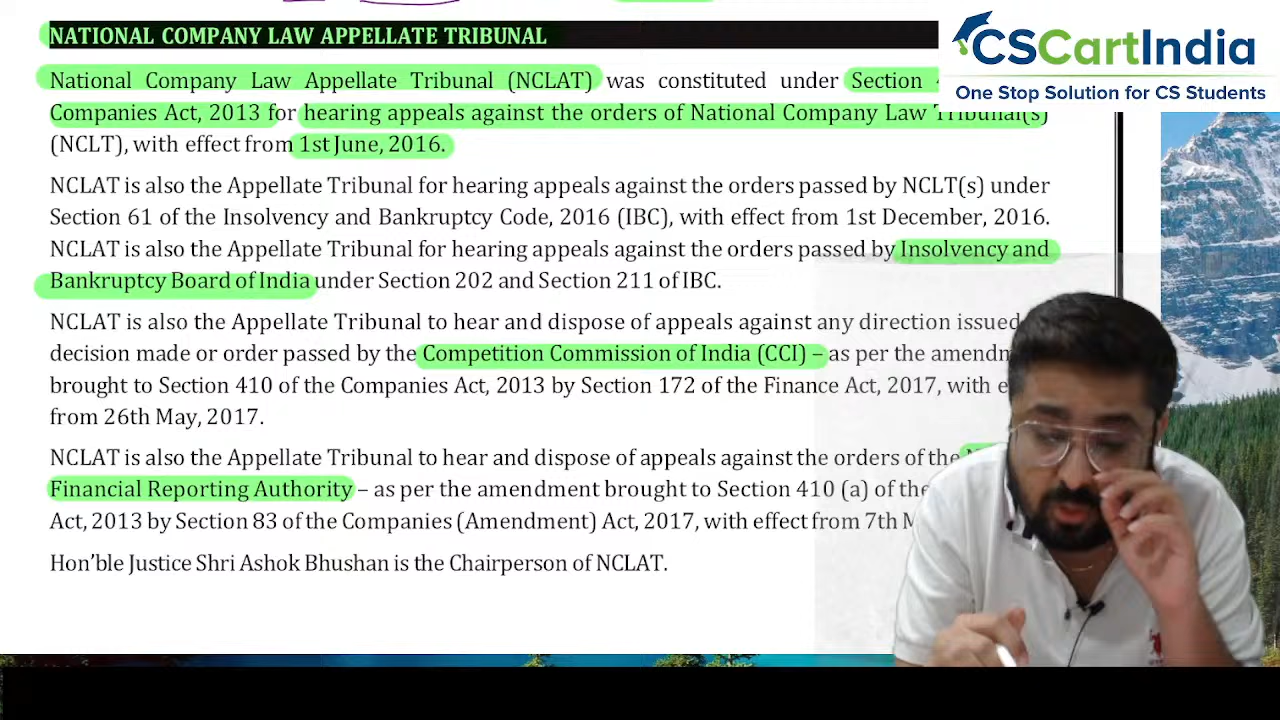 NATIONAL COMPANY LAW APPELLATE TRIBUNAL
CSCartIndia
One Stop Solution for CS Students
National Company Law Appellate Tribunal (NCLAT) was constituted under Section
Companies Act, 2013 for hearing appeals against the orders of National Company Law Tribunal(s)
(NCLT), with effect from 1st June, 2016.
NCLAT is also the Appellate Tribunal for hearing appeals against the orders passed by NCLT(s) under
Section 61 of the Insolvency and Bankruptcy Code, 2016 (IBC), with effect from 1st December, 2016.
NCLAT is also the Appellate Tribunal for hearing appeals against the orders passed by Insolvency and
Bankruptcy Board of India under Section 202 and Section 211 of IBC.
NCLAT is also the Appellate Tribunal to hear and dispose of appeals against any direction issued
decision made or order passed by the Competition Commission of India (CCI) – as per the
brought to Section 410 of the Companies Act, 2013 by Section 172 of the Finance Act, 2017, with
from 26th May, 2017.
NCLAT is also the Appellate Tribunal to hear and dispose of appeals against the orders of the
Financial Reporting Authority – as per the amendment brought to Section 410 (a) of the
Act, 2013 by Section 83 of the Companies (Amendment) Act, 2017, with effect from 7th
Hon’ble Justice Shri Ashok Bhushan is the Chairperson of NCLAT.